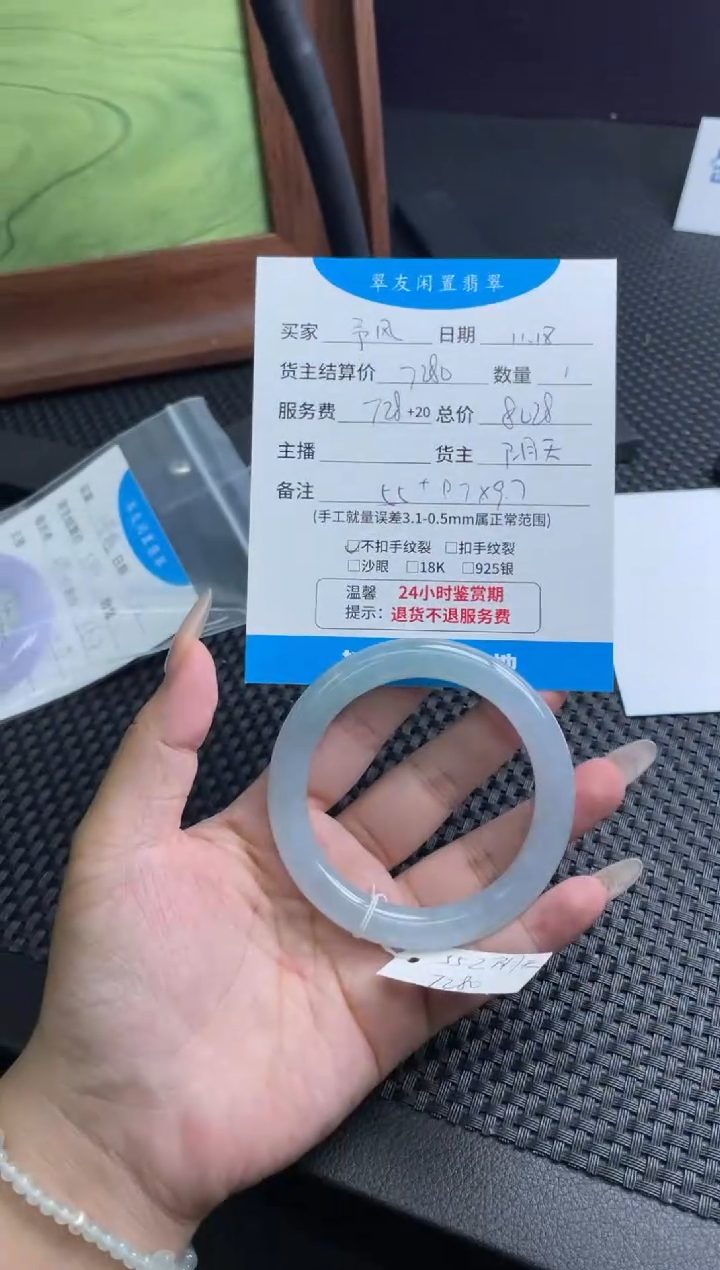 翠友闲置翡翠
买家 予风 日期 11.18
货主结算价 7280 数量 1
服务费 728 +20 总价 8028
主播 货主 阴天
备注
(手工就量误差3.1-0.5mm属正常范围)
☑不扣手纹裂 □扣手纹裂
□沙眼 □18K □925银
温馨 24小时鉴赏期
提示: 退货不退服务费
7280